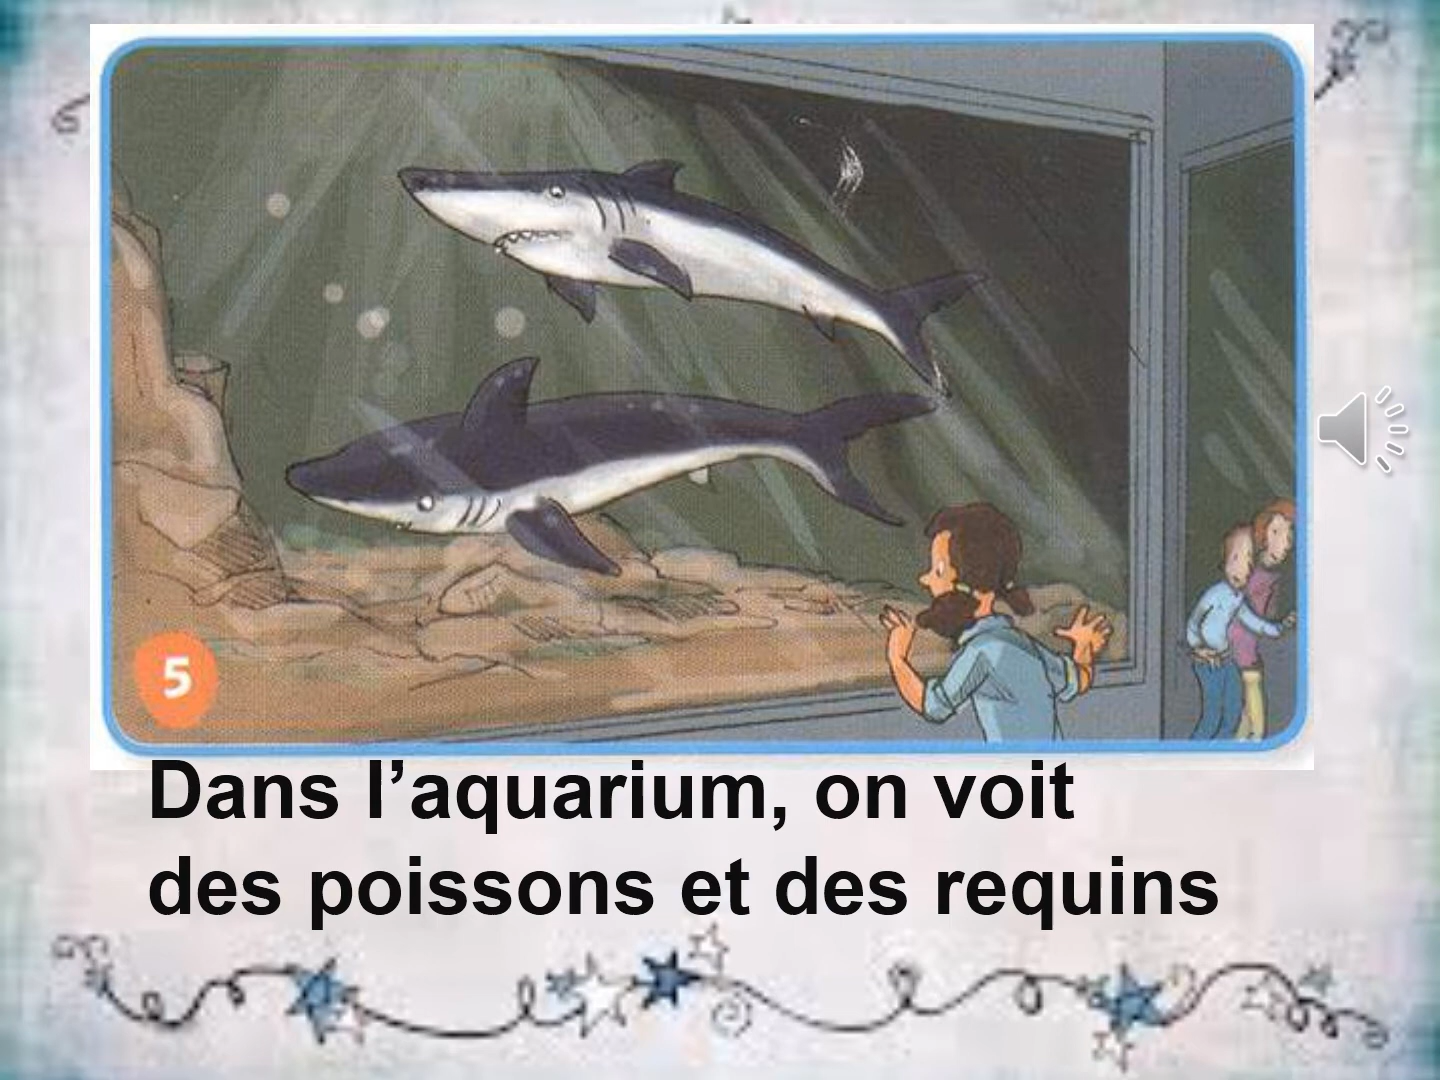 5
Dans l’aquarium, on voit
des poissons et des requins